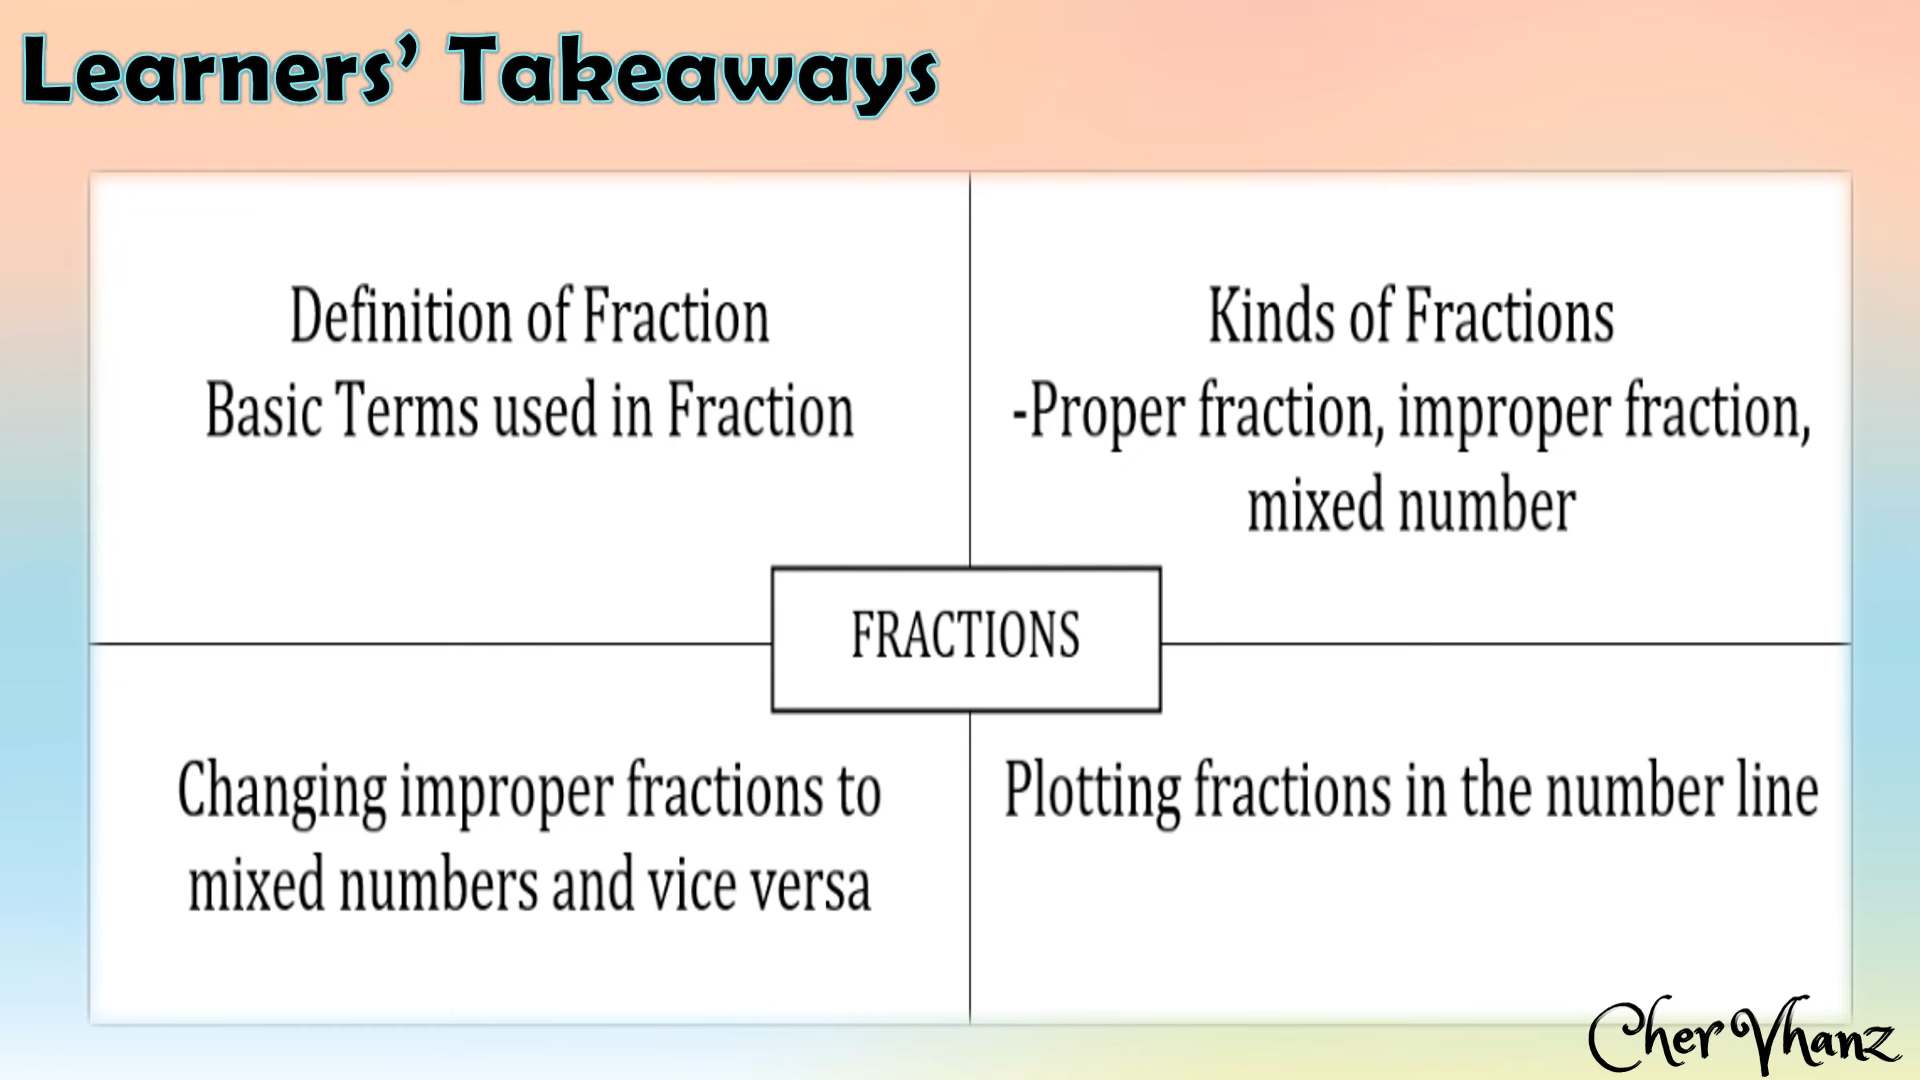 Learners’ Takeaways
Definition of Fraction
Basic Terms used in Fraction
Kinds of Fractions
-Proper fraction, improper fraction,
mixed number
FRACTIONS
Changing improper fractions to
mixed numbers and vice versa
Plotting fractions in the number line
Cher Vhanz